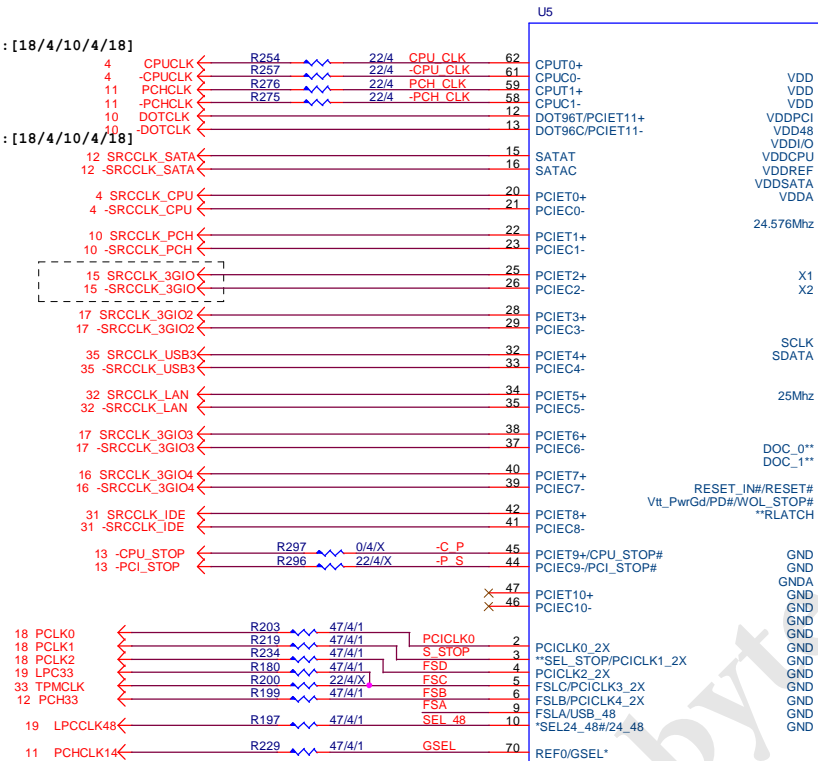 U5
:[18/4/10/4/18]
4 CPUCLK R254 22/4 CPU_CLK 62 CPUT0+
4 -CPUCLK R257 22/4 -CPU_CLK 61 CPUC0- VDD
11 PCHCLK R276 22/4 PCH_CLK 59 CPUT1+ VDD
11 -PCHCLK R275 22/4 -PCH_CLK 58 CPUC1- VDD
10 DOTCLK 12 DOT96T/PCIET11+ VDDPCI
10 -DOTCLK 13 DOT96C/PCIET11- VDD48
:[18/4/10/4/18] VDDI/O
12 SRCCLK_SATA 15 SATAT VDDCPU
12 -SRCCLK_SATA 16 SATAC VDDREF
VDDSATA
4 SRCCLK_CPU 20 PCIET0+ VDDA
4 -SRCCLK_CPU 21 PCIEC0-
24.576Mhz
10 SRCCLK_PCH 22 PCIET1+
10 -SRCCLK_PCH 23 PCIEC1-
15 SRCCLK_3GIO 25 PCIET2+ X1
15 -SRCCLK_3GIO 26 PCIEC2- X2
17 SRCCLK_3GIO2 28 PCIET3+
17 -SRCCLK_3GIO2 29 PCIEC3-
SCLK
35 SRCCLK_USB3 32 PCIET4+ SDATA
35 -SRCCLK_USB3 33 PCIEC4-
32 SRCCLK_LAN 34 PCIET5+ 25Mhz
32 -SRCCLK_LAN 35 PCIEC5-
17 SRCCLK_3GIO3 38 PCIET6+
17 -SRCCLK_3GIO3 37 PCIEC6- DOC_0**
DOC_1**
16 SRCCLK_3GIO4 40 PCIET7+
16 -SRCCLK_3GIO4 39 PCIEC7- RESET_IN#/RESET#
Vtt_PwrGd/PD#/WOL_STOP#
31 SRCCLK_IDE 42 PCIET8+ **RLATCH
31 -SRCCLK_IDE 41 PCIEC8-
13 -CPU_STOP R297 0/4/X -C_P 45 PCIET9+/CPU_STOP# GND
13 -PCI_STOP R296 22/4/X -P_S 44 PCIEC9-/PCI_STOP# GND
GNDA
47 PCIET10+ GND
46 PCIEC10- GND
GND
18 PCLK0 R203 47/4/1 GND
18 PCLK1 R219 47/4/1 PCICLK0 2 PCICLK0_2X GND
18 PCLK2 R234 47/4/1 S_STOP 3 **SEL_STOP/PCICLK1_2X GND
19 LPC33 R180 47/4/1 FSD 4 PCICLK2_2X GND
33 TPMCLK R200 22/4/X FSC 5 FSLC/PCICLK3_2X GND
12 PCH33 R199 47/4/1 FSB 6 FSLB/PCICLK4_2X GND
FSA 9 FSLA/USB_48 GND
19 LPCCLK48 R197 47/4/1 SEL_48 10 *SEL24_48#/24_48 GND
11 PCHCLK14 R229 47/4/1 GSEL 70 REF0/GSEL*
byte